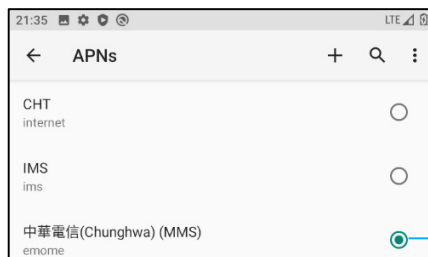 21:35 LTE
APNs
CHT
internet
IMS
ims
中華電信(Chunghwa) (MMS)
emome